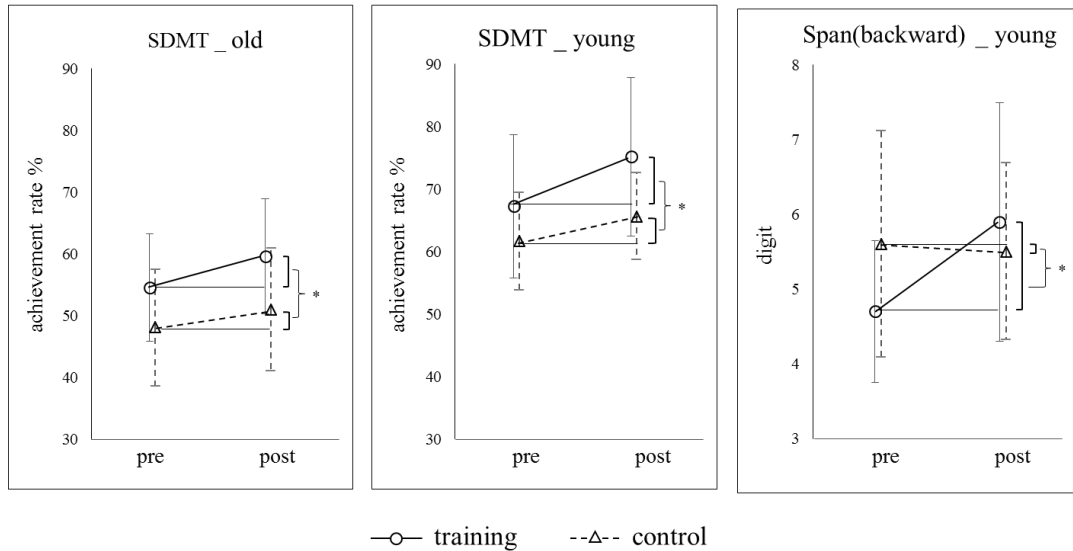 SDMT _ old
90
80
70
60
50
40
30
achievement rate %
pre
post
*
SDMT _ young
90
80
70
60
50
40
30
achievement rate %
pre
post
*
Span(backward) _ young
8
7
6
5
4
3
digit
pre
post
*
training
control